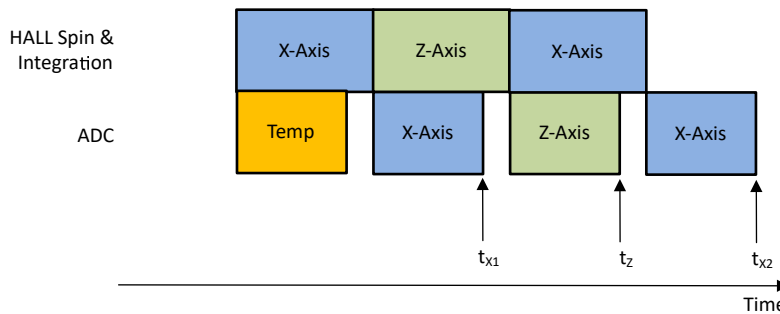 HALL Spin &
Integration
X-Axis
Z-Axis
X-Axis
ADC
Temp
X-Axis
Z-Axis
X-Axis
tX1
tZ
tX2
Time